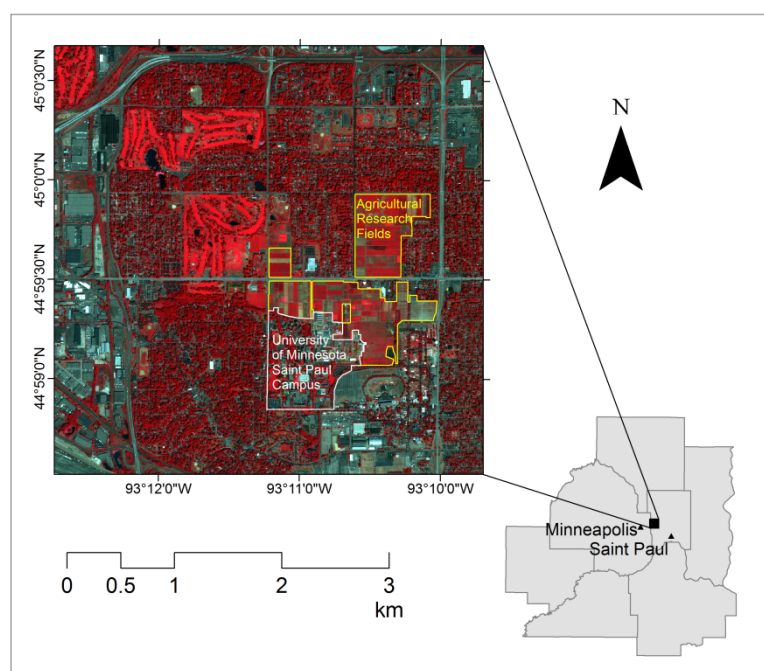 N
45°0'30"N
45°0'0"N
44°59'30"N
44°59'0"N
Agricultural
Research
Fields
University
of Minnesota
Saint Paul
Campus
93°12'0"W
93°11'0"W
93°10'0"W
Minneapolis
Saint Paul
0
0.5
1
2
3
km